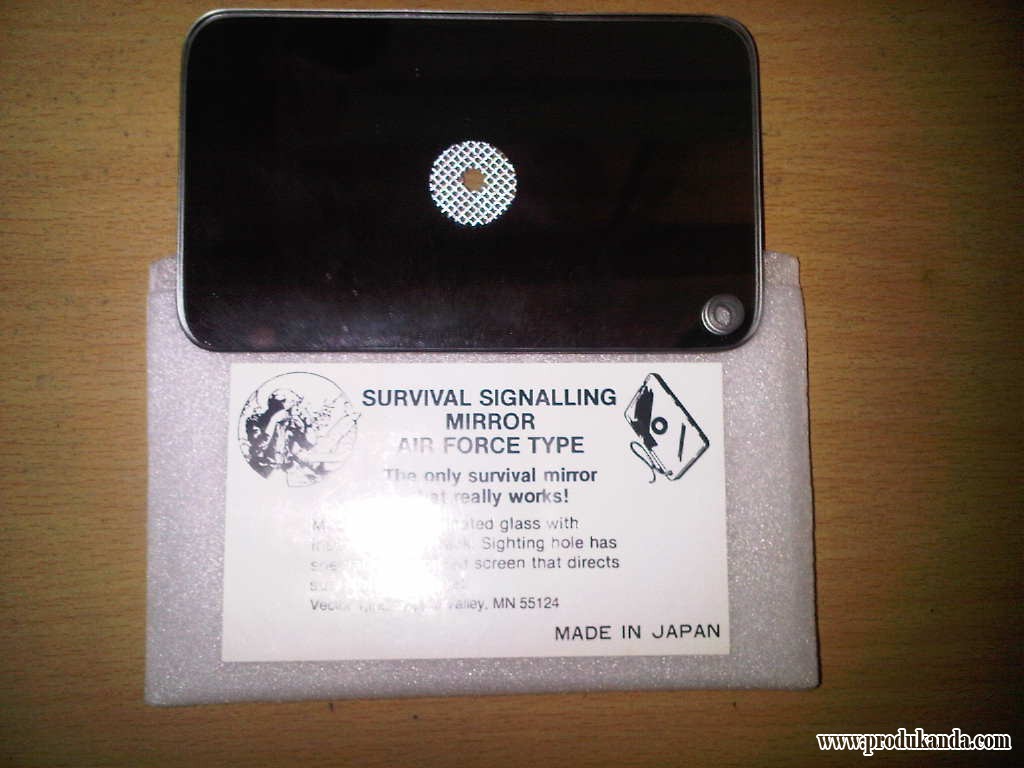 SURVIVAL SIGNALLING
MIRROR
AIR FORCE TYPE
The only survival mirror
really works!
glass with
Sighting hole has
screen that directs
Valley, MN 55124
MADE IN JAPAN
www.produkanda.com